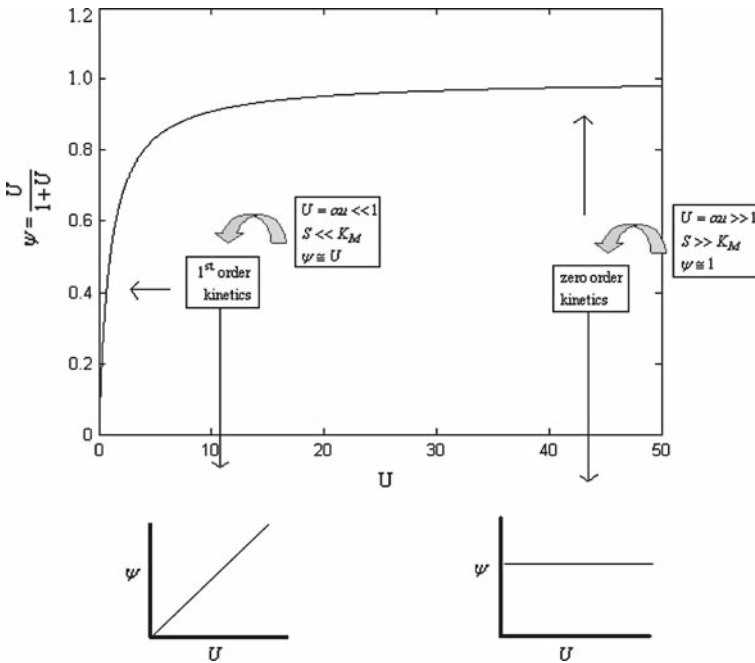 1.2
1.0
0.8
0.6
0.4
0.2
0
ψ = U / 1 + U
U = αu <<1
S << K_M
ψ ≅ U
1st order
kinetics
U = αu >>1
S >> K_M
ψ ≅ 1
zero order
kinetics
0 10 20 30 40 50
U
ψ
U
ψ
U